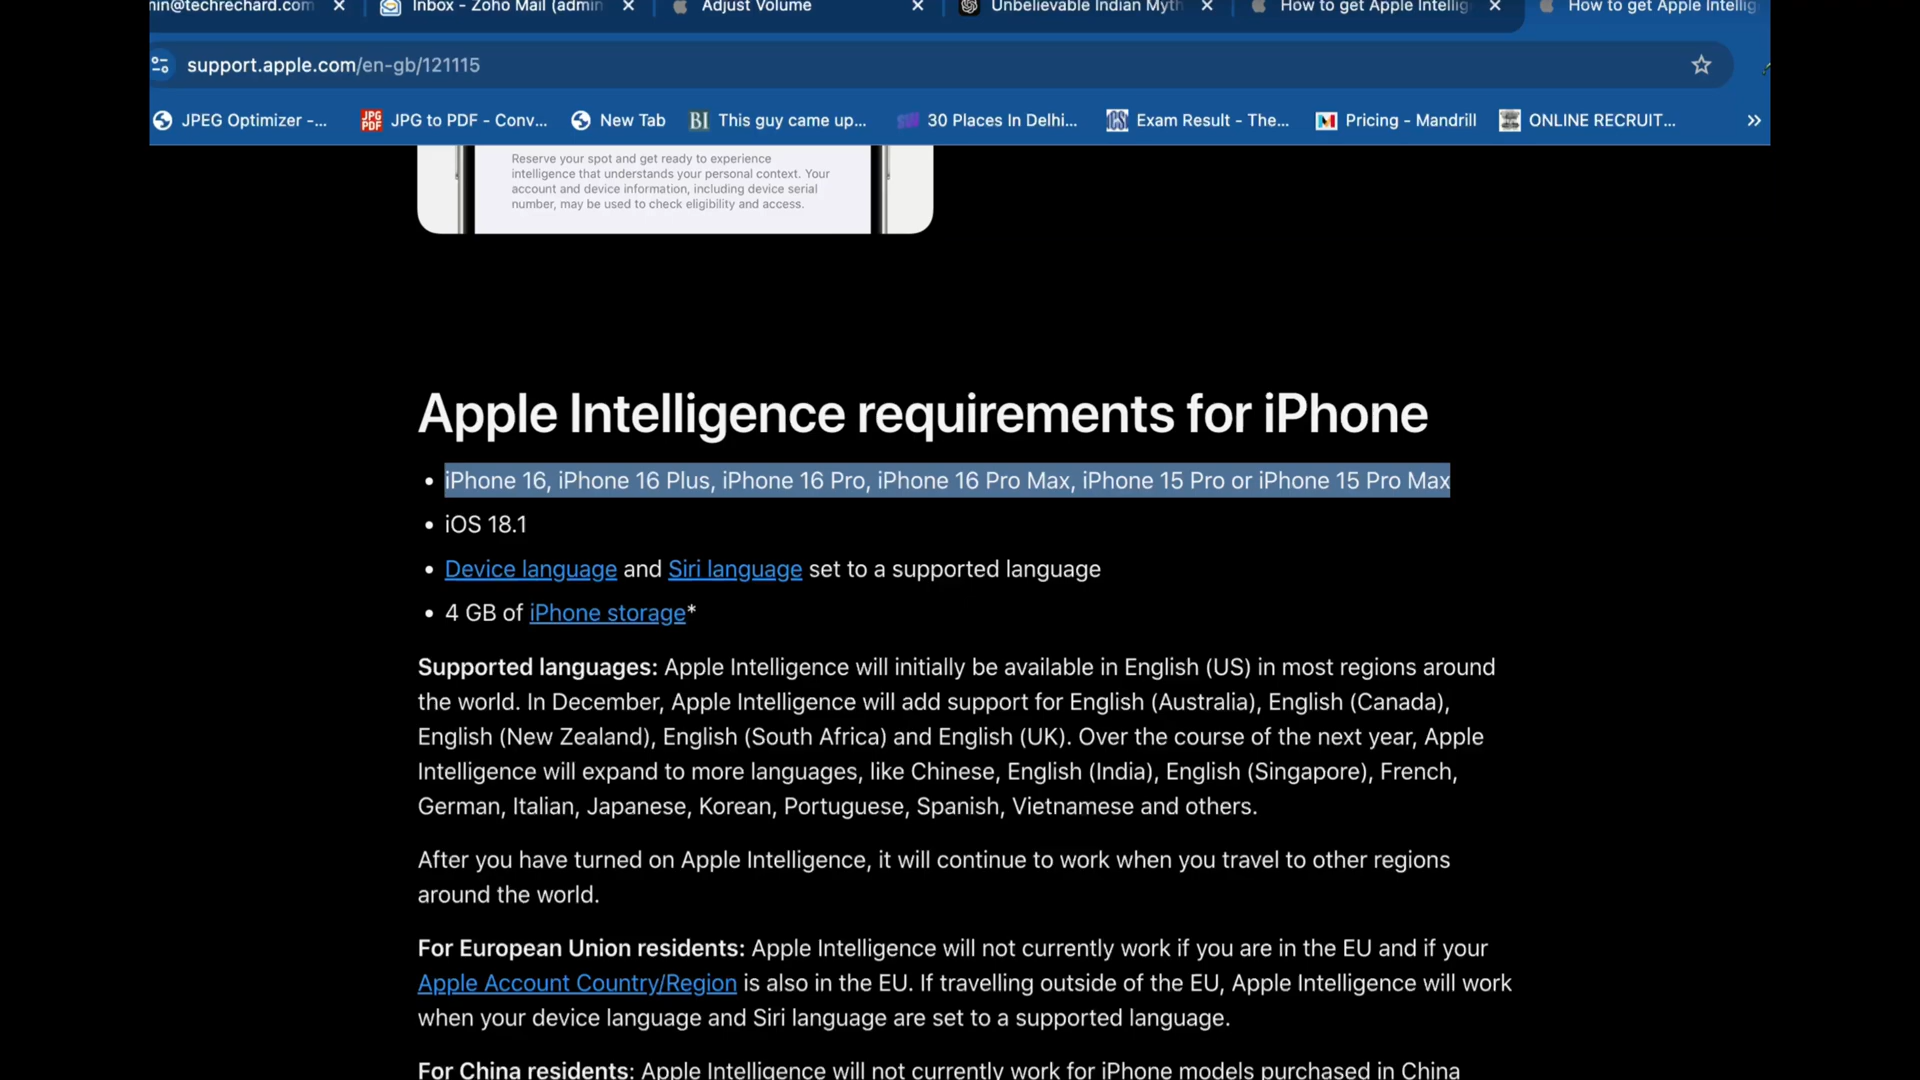 min@techrechard.com
Inbox - Zoho Mail (admin
Adjust Volume
Unbelievable Indian Myth
How to get Apple Intellig
How to get Apple Intellig
support.apple.com/en-gb/121115
JPEG Optimizer -...
JPG to PDF - Conv...
New Tab
BI This guy came up...
30 Places In Delhi...
Exam Result - The...
Pricing - Mandrill
ONLINE RECRUIT...
Reserve your spot and get ready to experience
intelligence that understands your personal context. Your
account and device information, including device serial
number, may be used to check eligibility and access.
Apple Intelligence requirements for iPhone
• iPhone 16, iPhone 16 Plus, iPhone 16 Pro, iPhone 16 Pro Max, iPhone 15 Pro or iPhone 15 Pro Max
• iOS 18.1
• Device language and Siri language set to a supported language
• 4 GB of iPhone storage*
Supported languages: Apple Intelligence will initially be available in English (US) in most regions around
the world. In December, Apple Intelligence will add support for English (Australia), English (Canada),
English (New Zealand), English (South Africa) and English (UK). Over the course of the next year, Apple
Intelligence will expand to more languages, like Chinese, English (India), English (Singapore), French,
German, Italian, Japanese, Korean, Portuguese, Spanish, Vietnamese and others.
After you have turned on Apple Intelligence, it will continue to work when you travel to other regions
around the world.
For European Union residents: Apple Intelligence will not currently work if you are in the EU and if your
Apple Account Country/Region is also in the EU. If travelling outside of the EU, Apple Intelligence will work
when your device language and Siri language are set to a supported language.
For China residents: Apple Intelligence will not currently work for iPhone models purchased in China